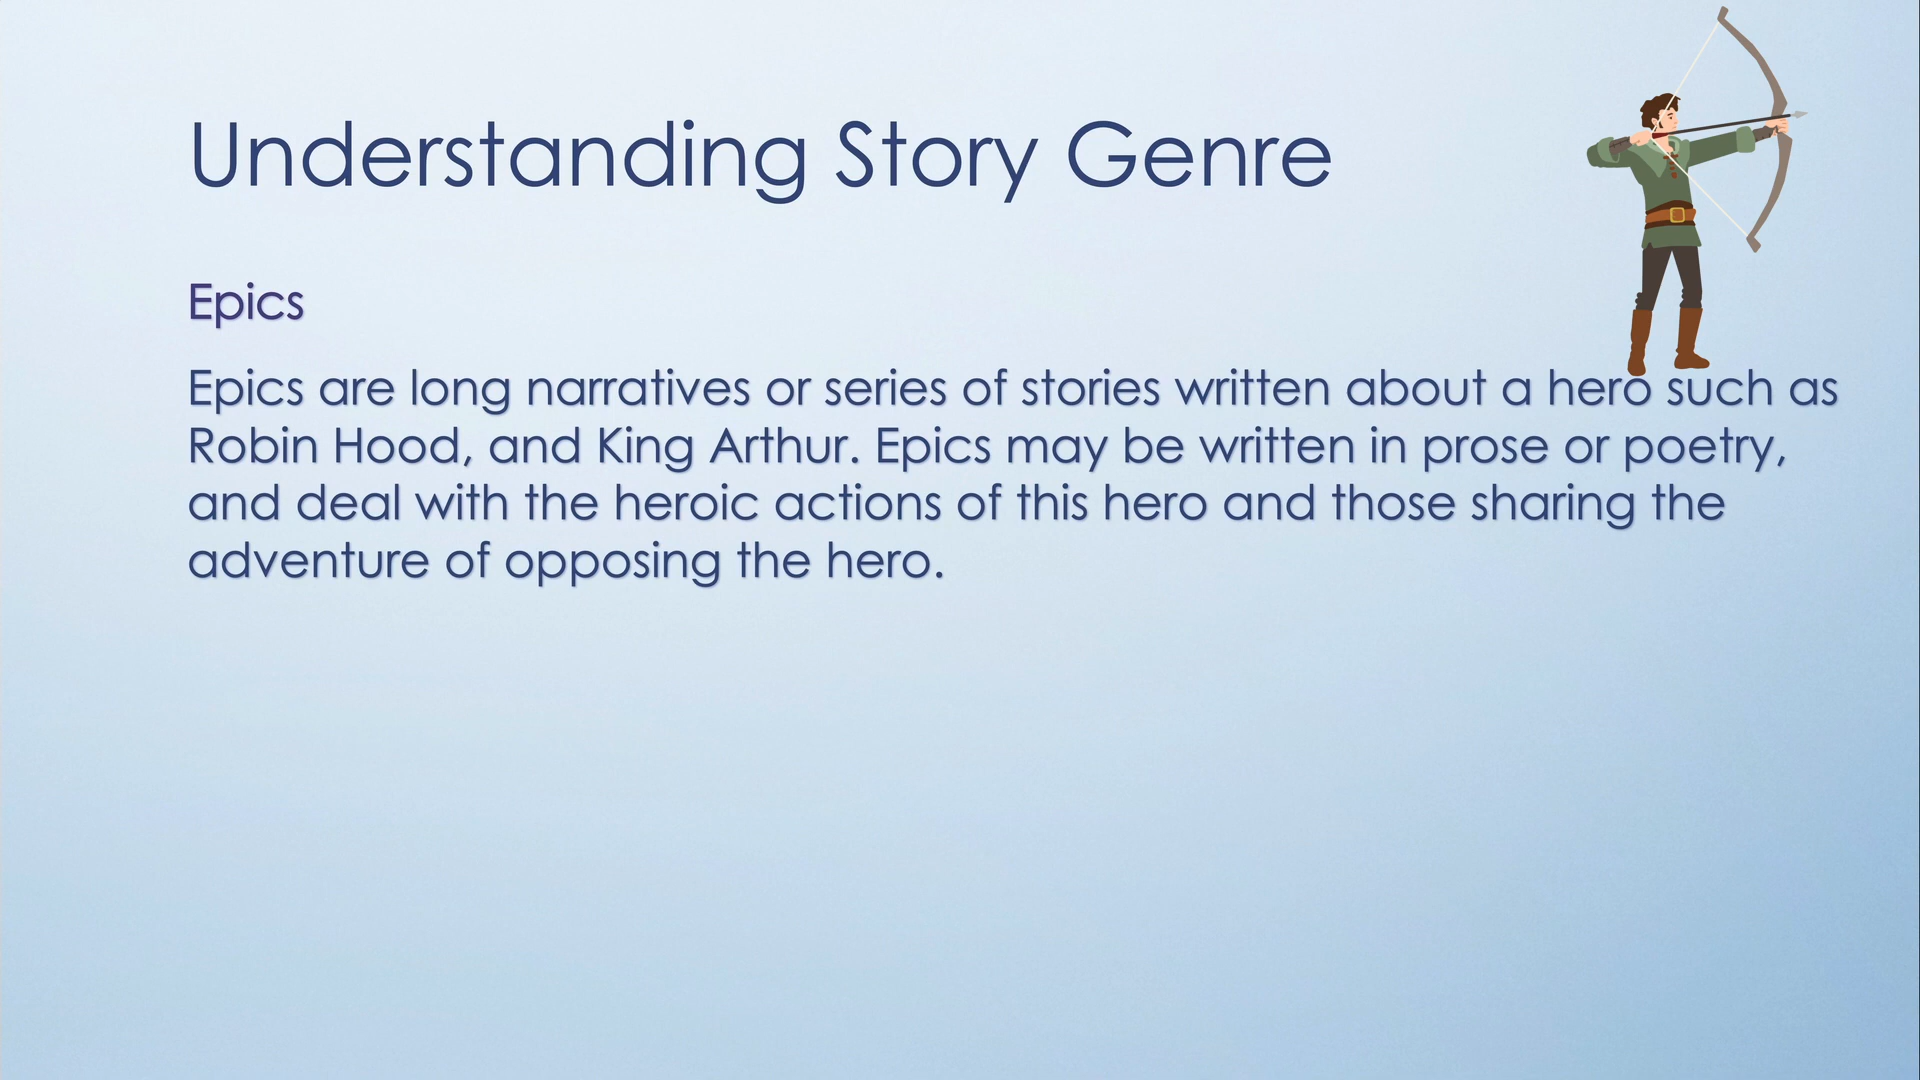 Understanding Story Genre
Epics
Epics are long narratives or series of stories written about a hero such as
Robin Hood, and King Arthur. Epics may be written in prose or poetry,
and deal with the heroic actions of this hero and those sharing the
adventure of opposing the hero.